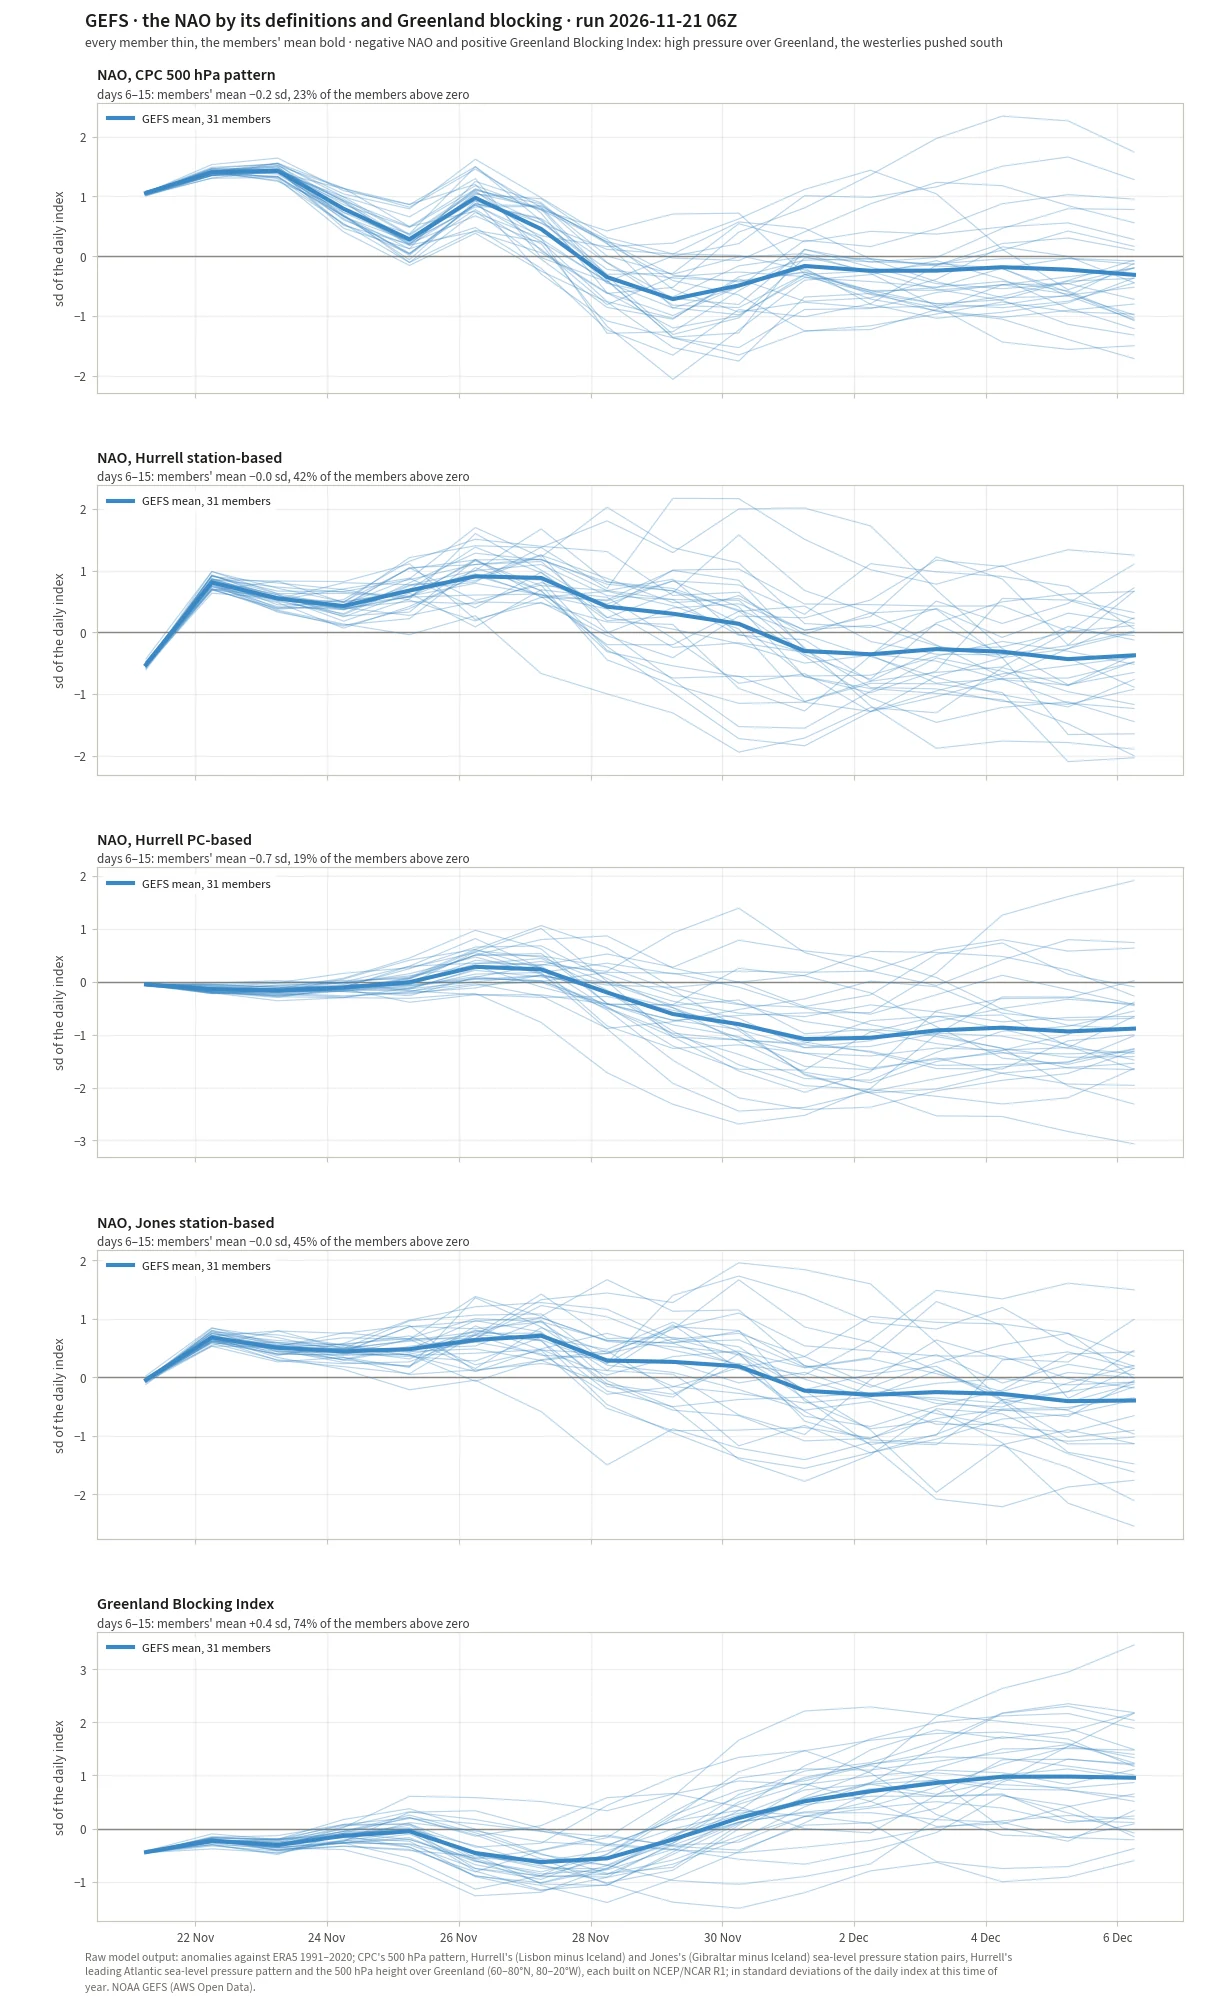 GEFS · the NAO by its definitions and Greenland blocking · run 2026-11-21 06Z
every member thin, the members' mean bold · negative NAO and positive Greenland Blocking Index: high pressure over Greenland, the westerlies pushed south
NAO, CPC 500 hPa pattern
days 6–15: members' mean −0.2 sd, 23% of the members above zero
GEFS mean, 31 members
2
1
0
−1
−2
sd of the daily index
NAO, Hurrell station-based
days 6–15: members' mean −0.0 sd, 42% of the members above zero
GEFS mean, 31 members
2
1
0
−1
−2
sd of the daily index
NAO, Hurrell PC-based
days 6–15: members' mean −0.7 sd, 19% of the members above zero
GEFS mean, 31 members
2
1
0
−1
−2
−3
sd of the daily index
NAO, Jones station-based
days 6–15: members' mean −0.0 sd, 45% of the members above zero
GEFS mean, 31 members
2
1
0
−1
−2
sd of the daily index
Greenland Blocking Index
days 6–15: members' mean +0.4 sd, 74% of the members above zero
GEFS mean, 31 members
3
2
1
0
−1
sd of the daily index
22 Nov
24 Nov
26 Nov
28 Nov
30 Nov
2 Dec
4 Dec
6 Dec
Raw model output: anomalies against ERA5 1991–2020; CPC's 500 hPa pattern, Hurrell's (Lisbon minus Iceland) and Jones's (Gibraltar minus Iceland) sea-level pressure station pairs, Hurrell's
leading Atlantic sea-level pressure pattern and the 500 hPa height over Greenland (60–80°N, 80–20°W), each built on NCEP/NCAR R1; in standard deviations of the daily index at this time of
year. NOAA GEFS (AWS Open Data).